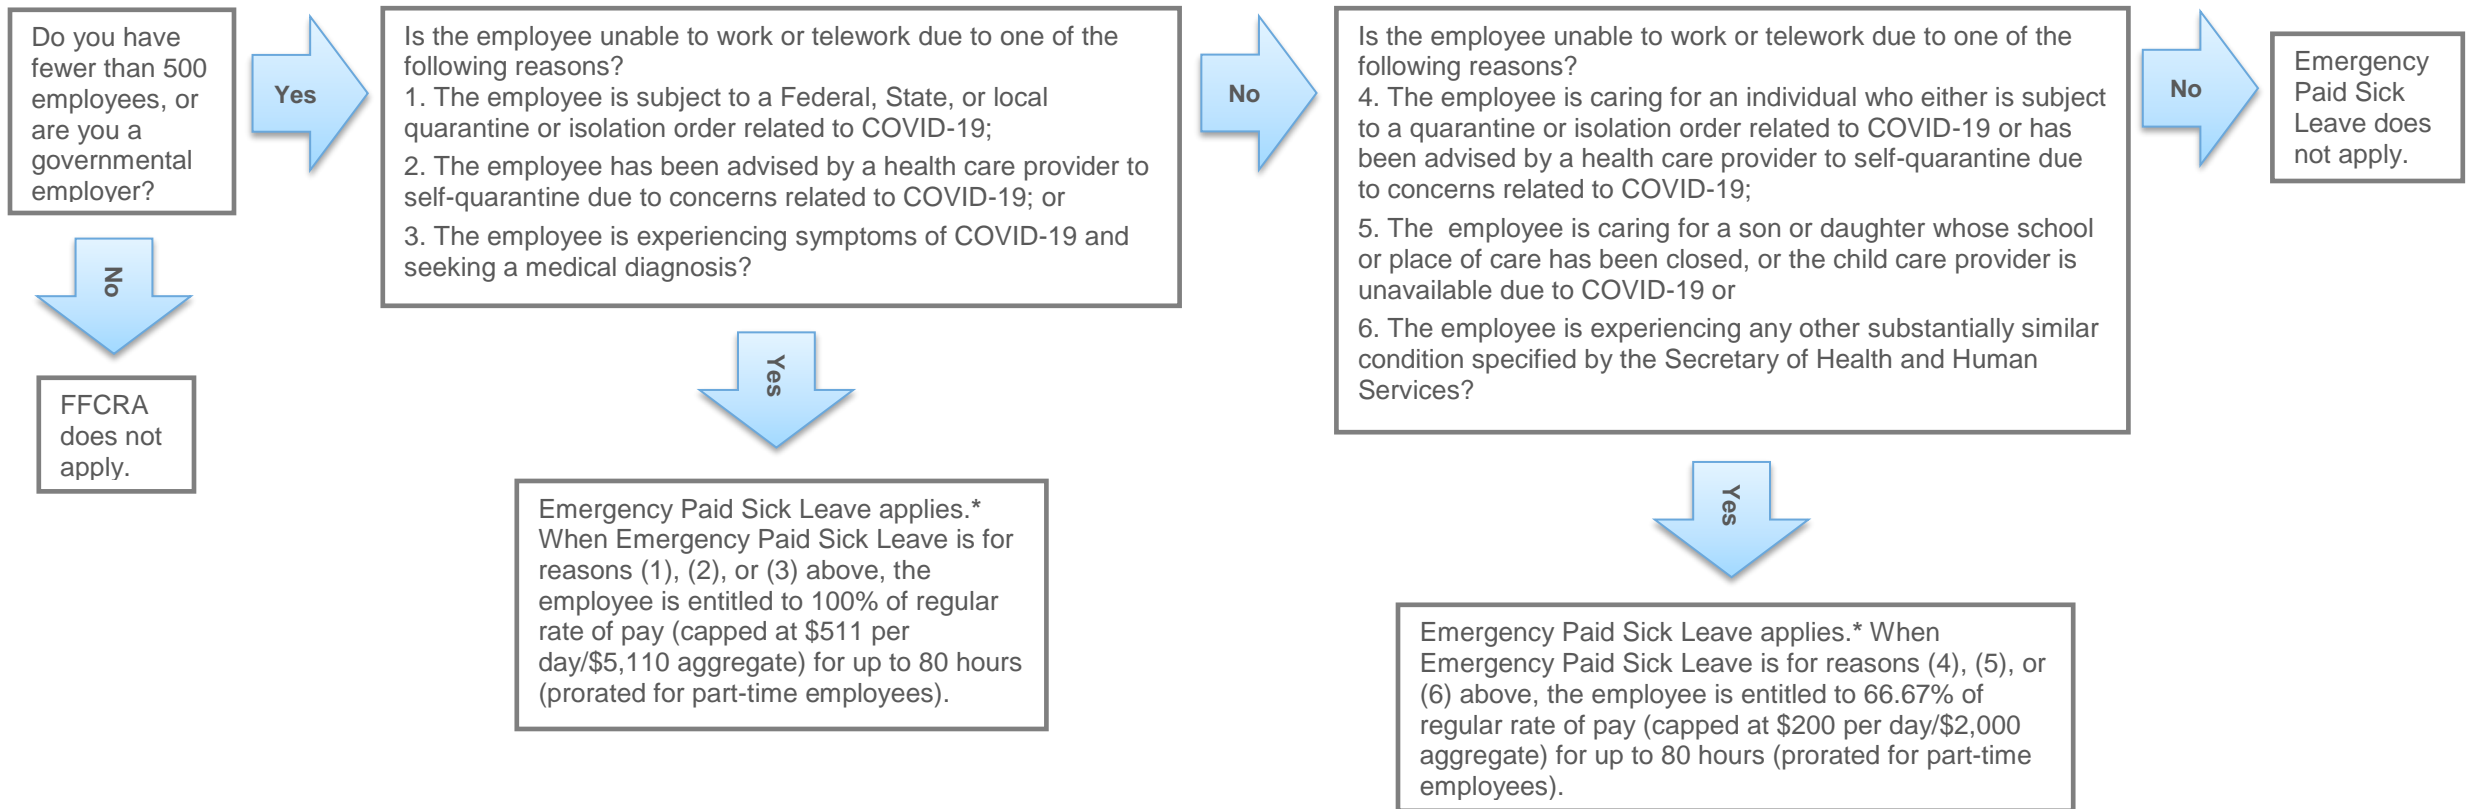 Do you have
fewer than 500
employees, or
are you a
governmental
employer?
Yes
No
FFCRA
does not
apply.
Is the employee unable to work or telework due to one of the
following reasons?
1. The employee is subject to a Federal, State, or local
quarantine or isolation order related to COVID-19;
2. The employee has been advised by a health care provider to
self-quarantine due to concerns related to COVID-19; or
3. The employee is experiencing symptoms of COVID-19 and
seeking a medical diagnosis?
No
Yes
Emergency Paid Sick Leave applies.*
When Emergency Paid Sick Leave is for
reasons (1), (2), or (3) above, the
employee is entitled to 100% of regular
rate of pay (capped at $511 per
day/$5,110 aggregate) for up to 80 hours
(prorated for part-time employees).
Is the employee unable to work or telework due to one of the
following reasons?
4. The employee is caring for an individual who either is subject
to a quarantine or isolation order related to COVID-19 or has
been advised by a health care provider to self-quarantine due
to concerns related to COVID-19;
5. The  employee is caring for a son or daughter whose school
or place of care has been closed, or the child care provider is
unavailable due to COVID-19 or
6. The employee is experiencing any other substantially similar
condition specified by the Secretary of Health and Human
Services?
No
Yes
Emergency
Paid Sick
Leave does
not apply.
Emergency Paid Sick Leave applies.* When
Emergency Paid Sick Leave is for reasons (4), (5), or
(6) above, the employee is entitled to 66.67% of
regular rate of pay (capped at $200 per day/$2,000
aggregate) for up to 80 hours (prorated for part-time
employees).